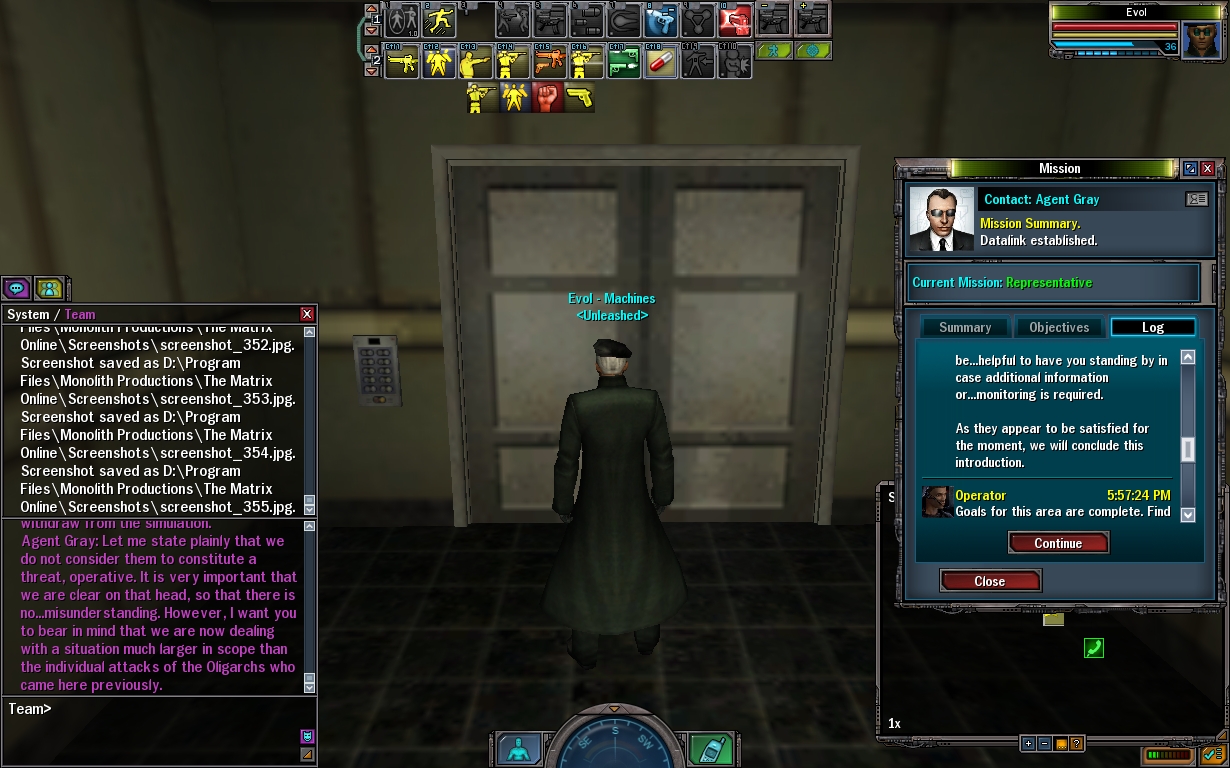 Evol
36
Mission
Contact: Agent Gray
Mission Summary.
Datalink established.
Current Mission: Representative
Summary
Objectives
Log
be...helpful to have you standing by in
case additional information
or...monitoring is required.
As they appear to be satisfied for
the moment, we will conclude this
introduction.
Operator
5:57:24 PM
Goals for this area are complete. Find
Continue
Close
Evol - Machines
<Unleashed>
System / Team
Files\Monolith Productions\The Matrix
Online\Screenshots\screenshot_352.jpg.
Screenshot saved as D:\Program
Files\Monolith Productions\The Matrix
Online\Screenshots\screenshot_353.jpg.
Screenshot saved as D:\Program
Files\Monolith Productions\The Matrix
Online\Screenshots\screenshot_354.jpg.
Screenshot saved as D:\Program
Files\Monolith Productions\The Matrix
Online\Screenshots\screenshot_355.jpg.
withdraw from the simulation.
Agent Gray: Let me state plainly that we
do not consider them to constitute a
threat, operative. It is very important that
we are clear on that head, so that there is
no...misunderstanding. However, I want you
to bear in mind that we are now dealing
with a situation much larger in scope than
the individual attacks of the Oligarchs who
came here previously.
Team>
SE
S
SW
1x